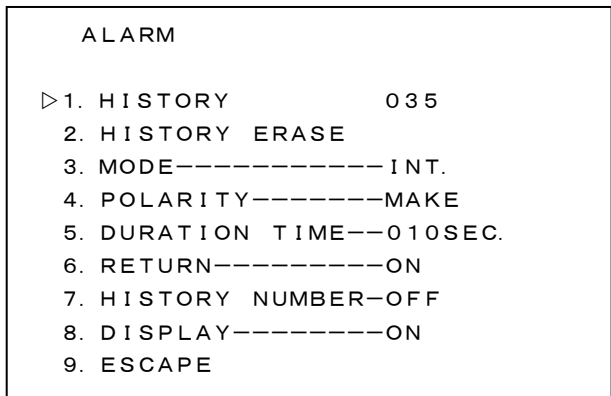 ALARM
▷1. HISTORY 035
2. HISTORY ERASE
3. MODE−−−−−−−−−−−INT.
4. POLARITY−−−−−−−MAKE
5. DURATION TIME−−010SEC.
6. RETURN−−−−−−−−−ON
7. HISTORY NUMBER−OFF
8. DISPLAY−−−−−−−−ON
9. ESCAPE